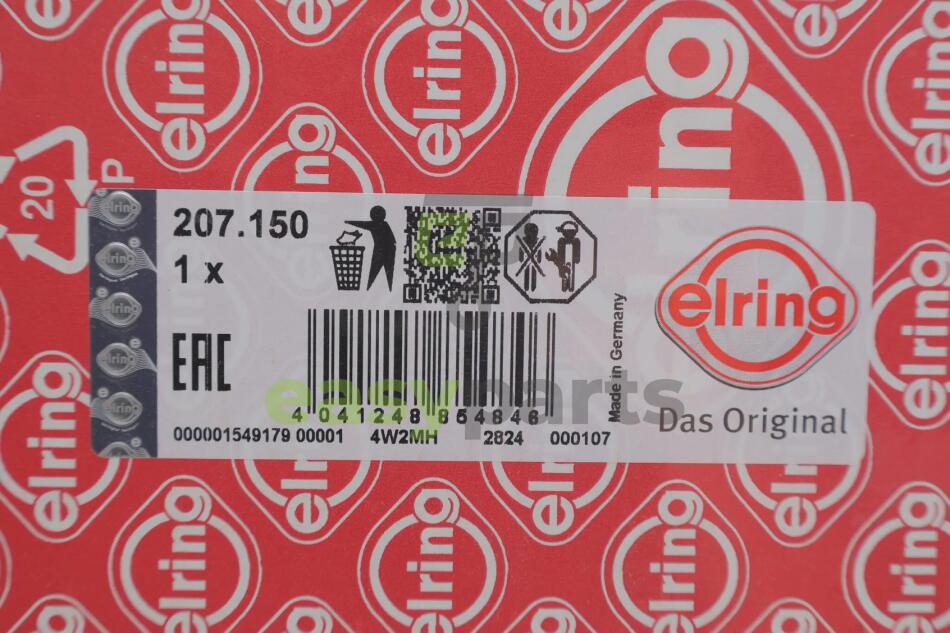 207.150
1 x
EAC
4 041248 854846
000001549179 00001 4W2MH 2824 000107
Made in Germany
elring
Das Original
easyparts
20
P
elring